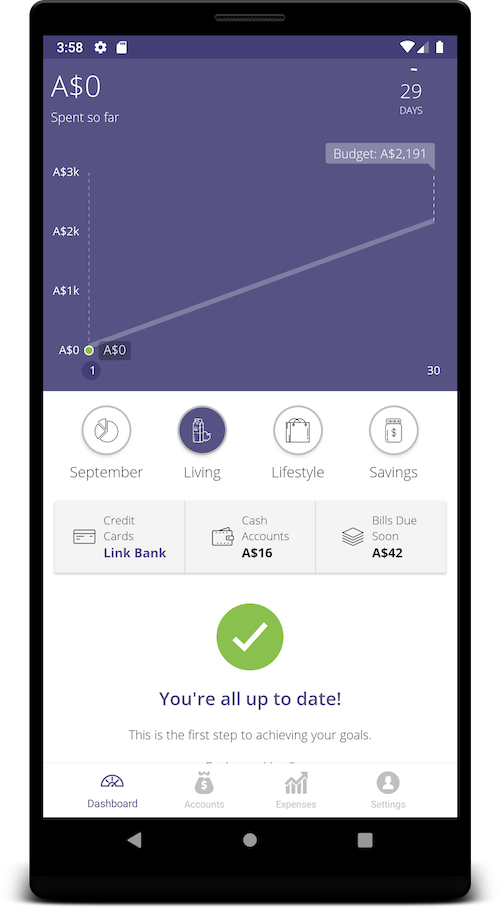 3:58
A$0
Spent so far
29
DAYS
Budget: A$2,191
A$3k
A$2k
A$1k
A$0
A$0
1
30
September
Living
Lifestyle
Savings
Credit
Cards
Link Bank
Cash
Accounts
A$16
Bills Due
Soon
A$42
You're all up to date!
This is the first step to achieving your goals.
Dashboard
Accounts
Expenses
Settings